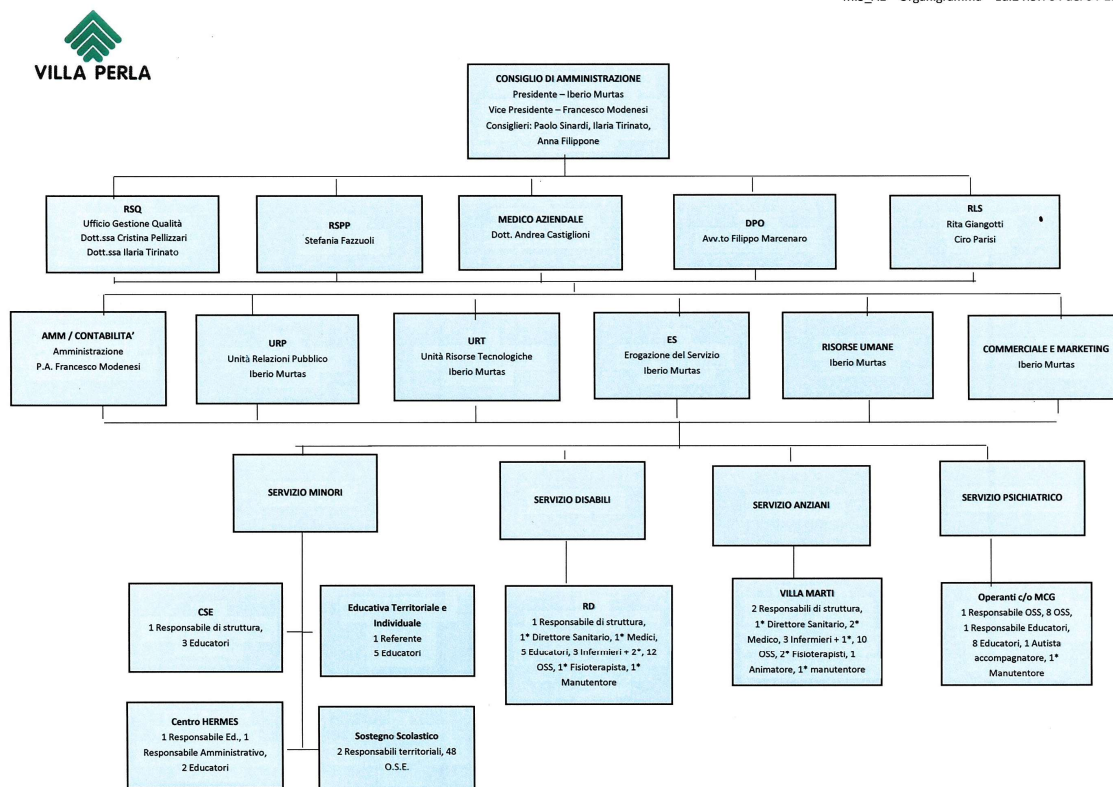 VILLA PERLA
CONSIGLIO DI AMMINISTRAZIONE
Presidente – Iberio Murtas
Vice Presidente – Francesco Modenesi
Consiglieri: Paolo Sinardi, Ilaria Tirinato,
Anna Filippone
RSQ
Ufficio Gestione Qualità
Dott.ssa Cristina Pellizzari
Dott.ssa Ilaria Tirinato
RSPP
Stefania Fazzuoli
MEDICO AZIENDALE
Dott. Andrea Castiglioni
DPO
Avv.to Filippo Marcenaro
RLS
Rita Giangotti
Ciro Parisi
AMM / CONTABILITA’
Amministrazione
P.A. Francesco Modenesi
URP
Unità Relazioni Pubblico
Iberio Murtas
URT
Unità Risorse Tecnologiche
Iberio Murtas
ES
Erogazione del Servizio
Iberio Murtas
RISORSE UMANE
Iberio Murtas
COMMERCIALE E MARKETING
Iberio Murtas
SERVIZIO MINORI
SERVIZIO DISABILI
SERVIZIO ANZIANI
SERVIZIO PSICHIATRICO
CSE
1 Responsabile di struttura,
3 Educatori
Educativa Territoriale e
Individuale
1 Referente
5 Educatori
RD
1 Responsabile di struttura,
1* Direttore Sanitario, 1* Medici,
5 Educatori, 3 Infermieri + 2*, 12
OSS, 1* Fisioterapista, 1*
Manutentore
VILLA MARTI
2 Responsabili di struttura,
1* Direttore Sanitario, 2*
Medico, 3 Infermieri + 1*, 10
OSS, 2* Fisioterapisti, 1
Animatore, 1* manutentore
Operanti c/o MCG
1 Responsabile OSS, 8 OSS,
1 Responsabile Educatori,
8 Educatori, 1 Autista
accompagnatore, 1*
Manutentore
Centro HERMES
1 Responsabile Ed., 1
Responsabile Amministrativo,
2 Educatori
Sostegno Scolastico
2 Responsabili territoriali, 48
O.S.E.